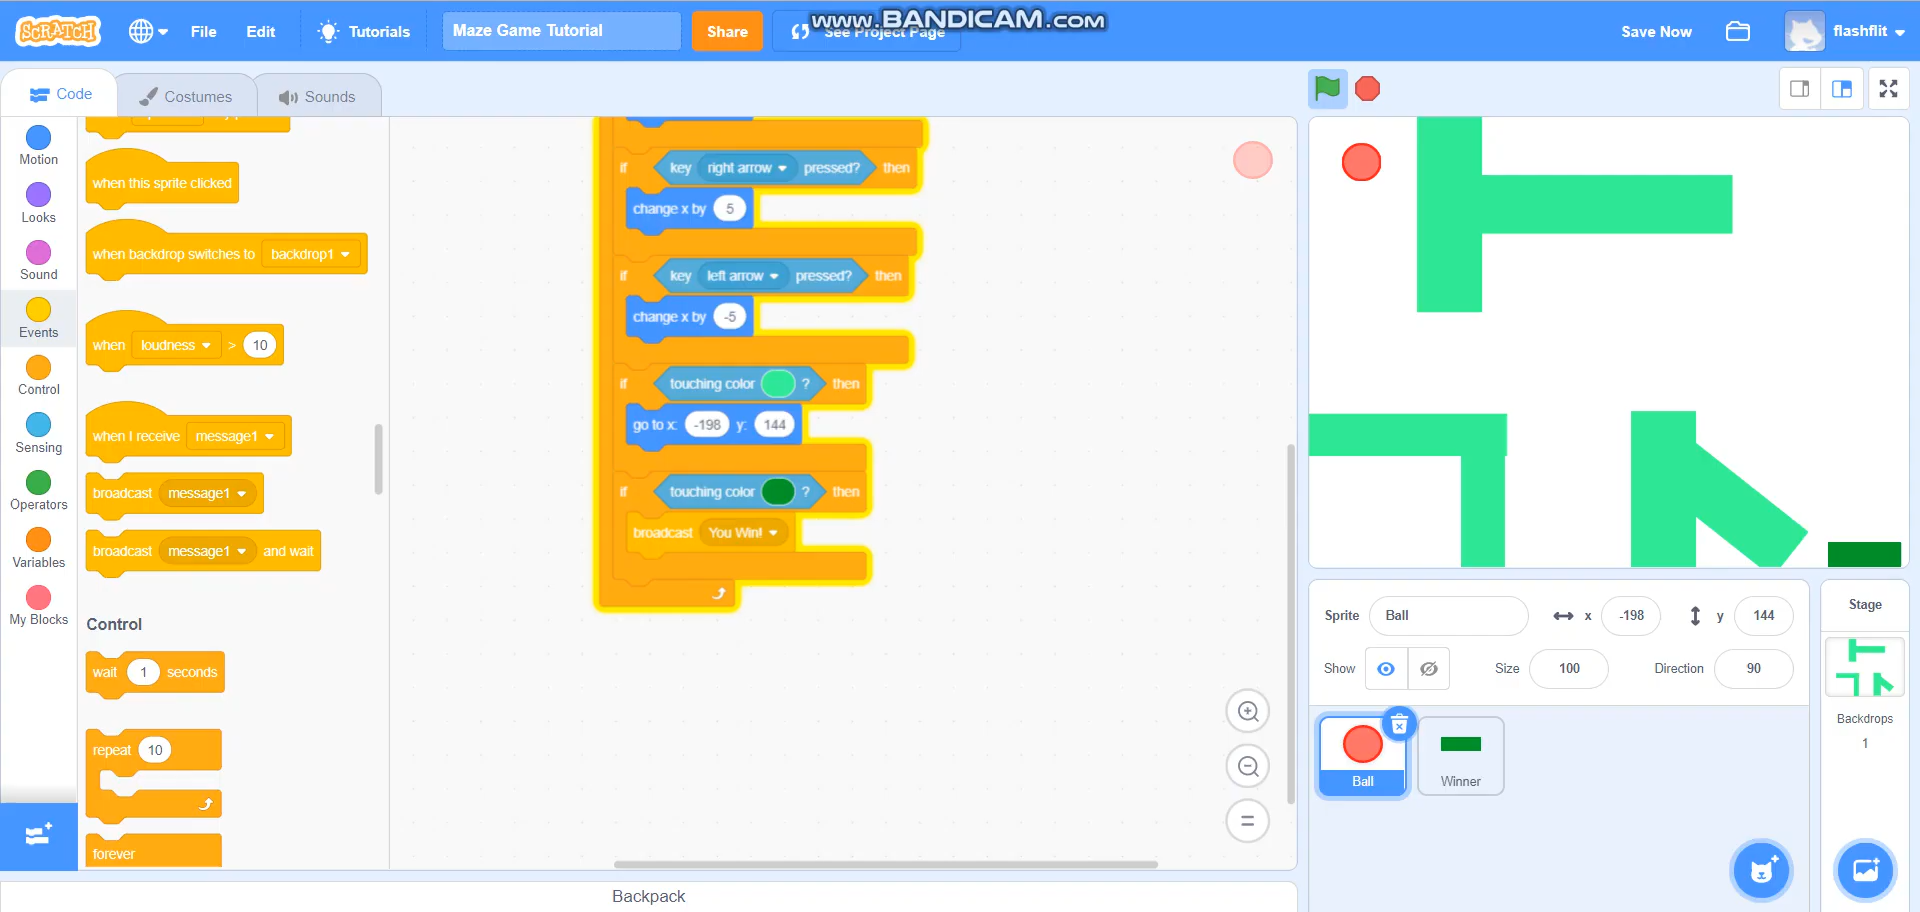 SCRATCH File Edit Tutorials Maze Game Tutorial Share See Project Page Save Now flashflit
www.BANDICAM.com
Code Costumes Sounds
Motion
Looks
Sound
Events
Control
Sensing
Operators
Variables
My Blocks
when this sprite clicked
when backdrop switches to backdrop1
when loudness > 10
when I receive message1
broadcast message1
broadcast message1 and wait
Control
wait 1 seconds
repeat 10
forever
if key right arrow pressed? then
change x by 5
if key left arrow pressed? then
change x by -5
if touching color ? then
go to x: -198 y: 144
if touching color ? then
broadcast You Win!
Sprite Ball x -198 y 144
Show Size 100 Direction 90
Ball
Winner
Stage
Backdrops
1
Backpack